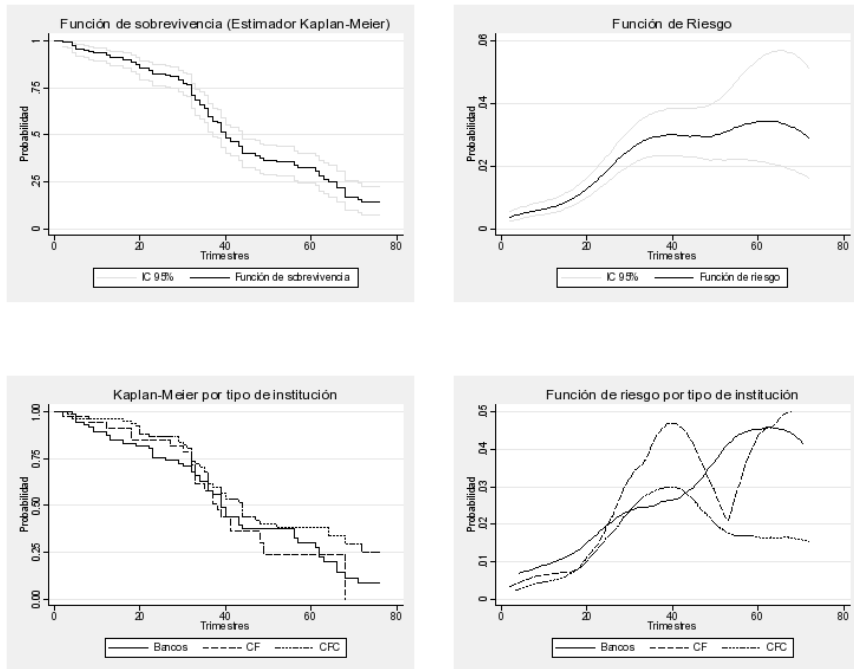 Función de sobrevivencia (Estimador Kaplan-Meier)
Probabilidad
1
.75
.5
.25
0
0 20 40 60 80
Trimestres
IC 95% Función de sobrevivencia
Función de Riesgo
Probabilidad
.06
.04
.02
0
0 20 40 60 80
Trimestres
IC 95% Función de riesgo
Kaplan-Meier por tipo de institución
Probabilidad
1.00
0.75
0.50
0.25
0.00
0 20 40 60 80
Trimestres
Bancos CF CFC
Función de riesgo por tipo de institución
Probabilidad
.05
.04
.03
.02
.01
0
0 20 40 60 80
Trimestres
Bancos CF CFC